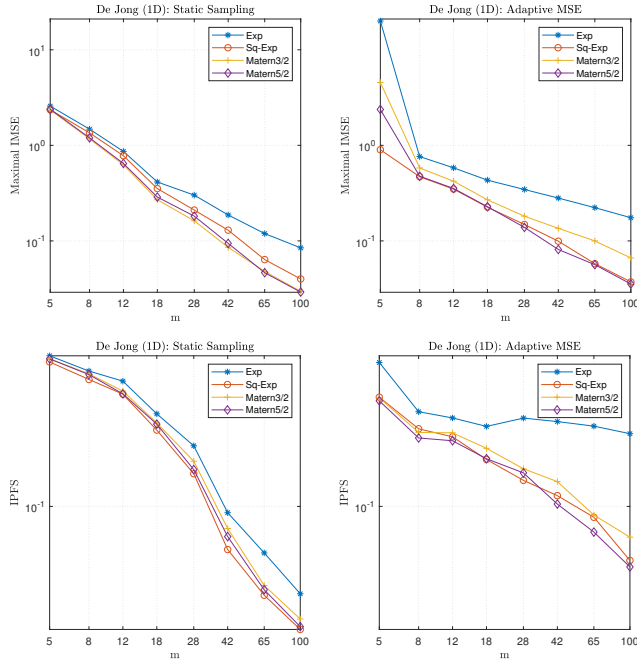 De Jong (1D): Static Sampling
Maximal IMSE
10^1
10^0
10^-1
5 8 12 18 28 42 65 100
m
Exp
Sq-Exp
Matern3/2
Matern5/2
De Jong (1D): Adaptive MSE
Maximal IMSE
10^1
10^0
10^-1
5 8 12 18 28 42 65 100
m
Exp
Sq-Exp
Matern3/2
Matern5/2
De Jong (1D): Static Sampling
IPFS
10^-1
5 8 12 18 28 42 65 100
m
Exp
Sq-Exp
Matern3/2
Matern5/2
De Jong (1D): Adaptive MSE
IPFS
10^-1
5 8 12 18 28 42 65 100
m
Exp
Sq-Exp
Matern3/2
Matern5/2